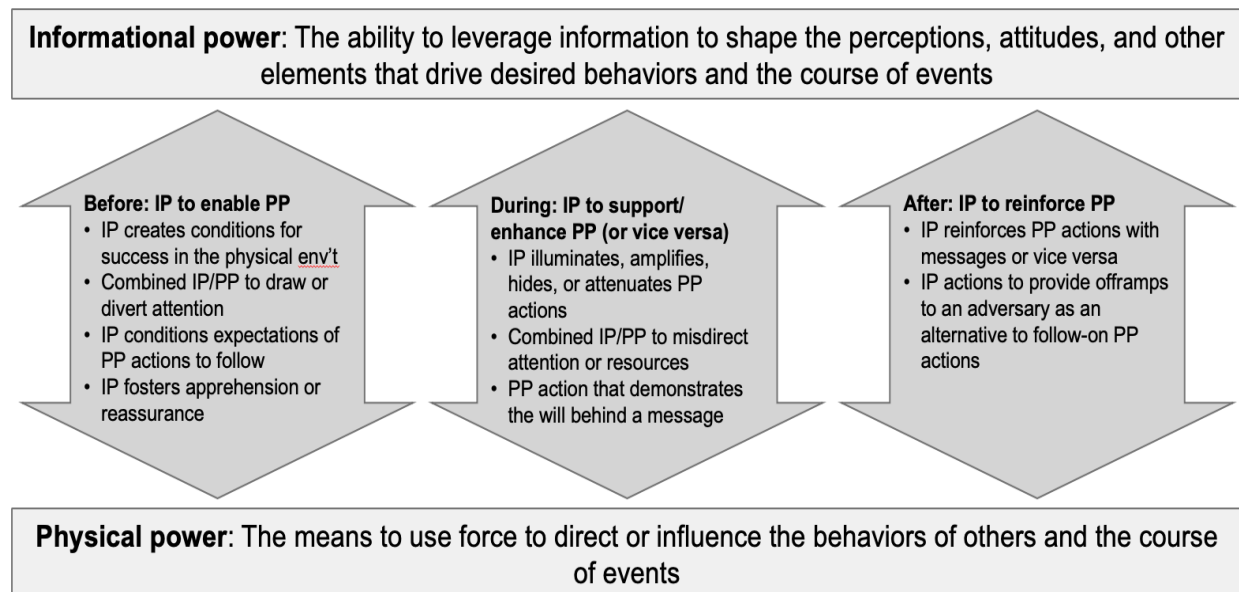 Informational power: The ability to leverage information to shape the perceptions, attitudes, and other
elements that drive desired behaviors and the course of events
Before: IP to enable PP
• IP creates conditions for
success in the physical env’t
• Combined IP/PP to draw or
divert attention
• IP conditions expectations of
PP actions to follow
• IP fosters apprehension or
reassurance
During: IP to support/
enhance PP (or vice versa)
• IP illuminates, amplifies,
hides, or attenuates PP
actions
• Combined IP/PP to misdirect
attention or resources
• PP action that demonstrates
the will behind a message
After: IP to reinforce PP
• IP reinforces PP actions with
messages or vice versa
• IP actions to provide offramps
to an adversary as an
alternative to follow-on PP
actions
Physical power: The means to use force to direct or influence the behaviors of others and the course
of events